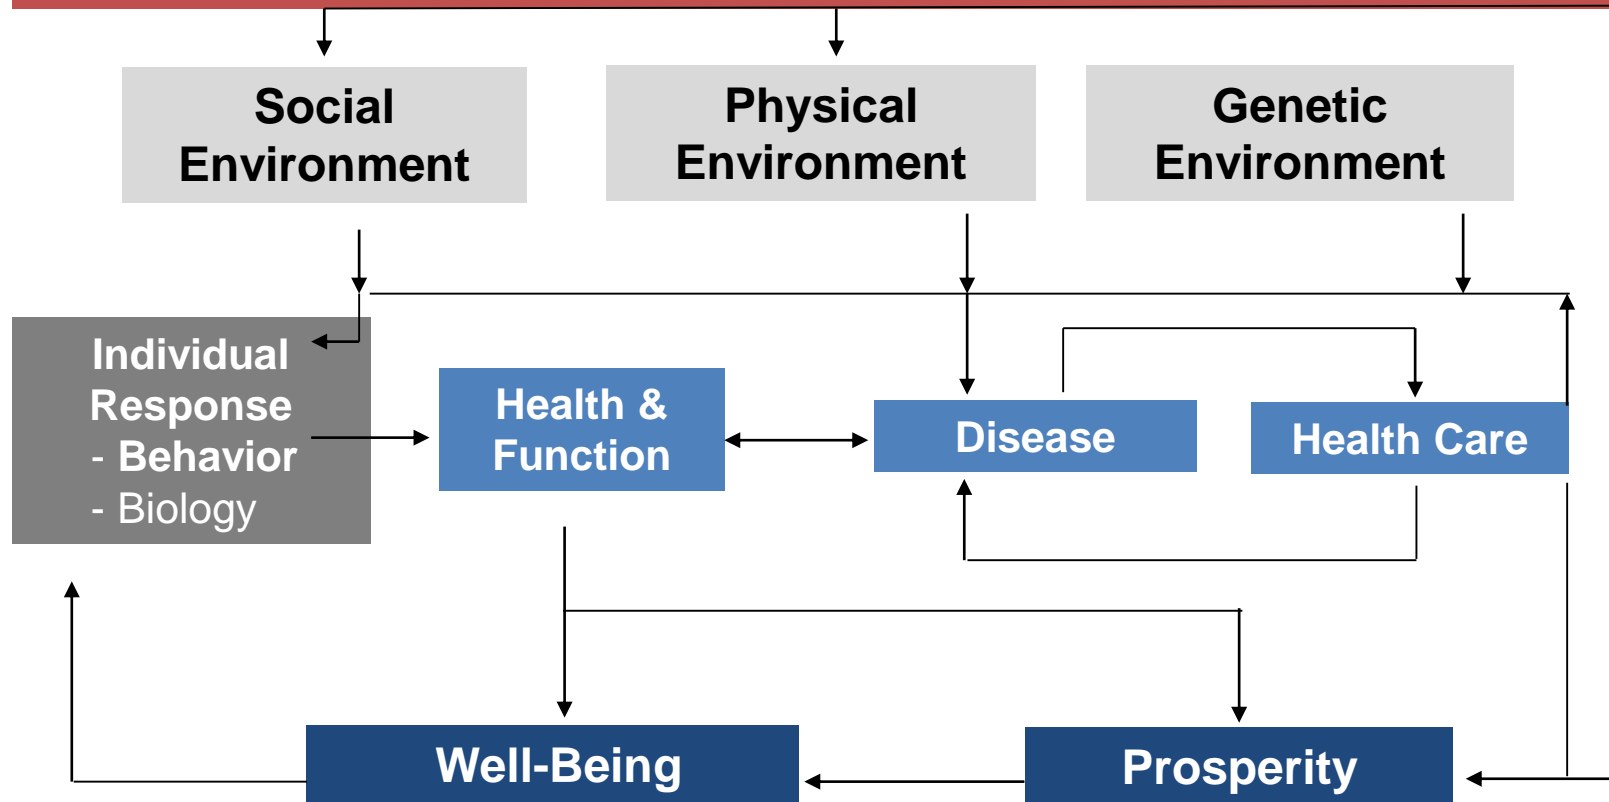 Social
Environment
Physical
Environment
Genetic
Environment
Individual
Response
- Behavior
- Biology
Health &
Function
Disease
Health Care
Well-Being
Prosperity